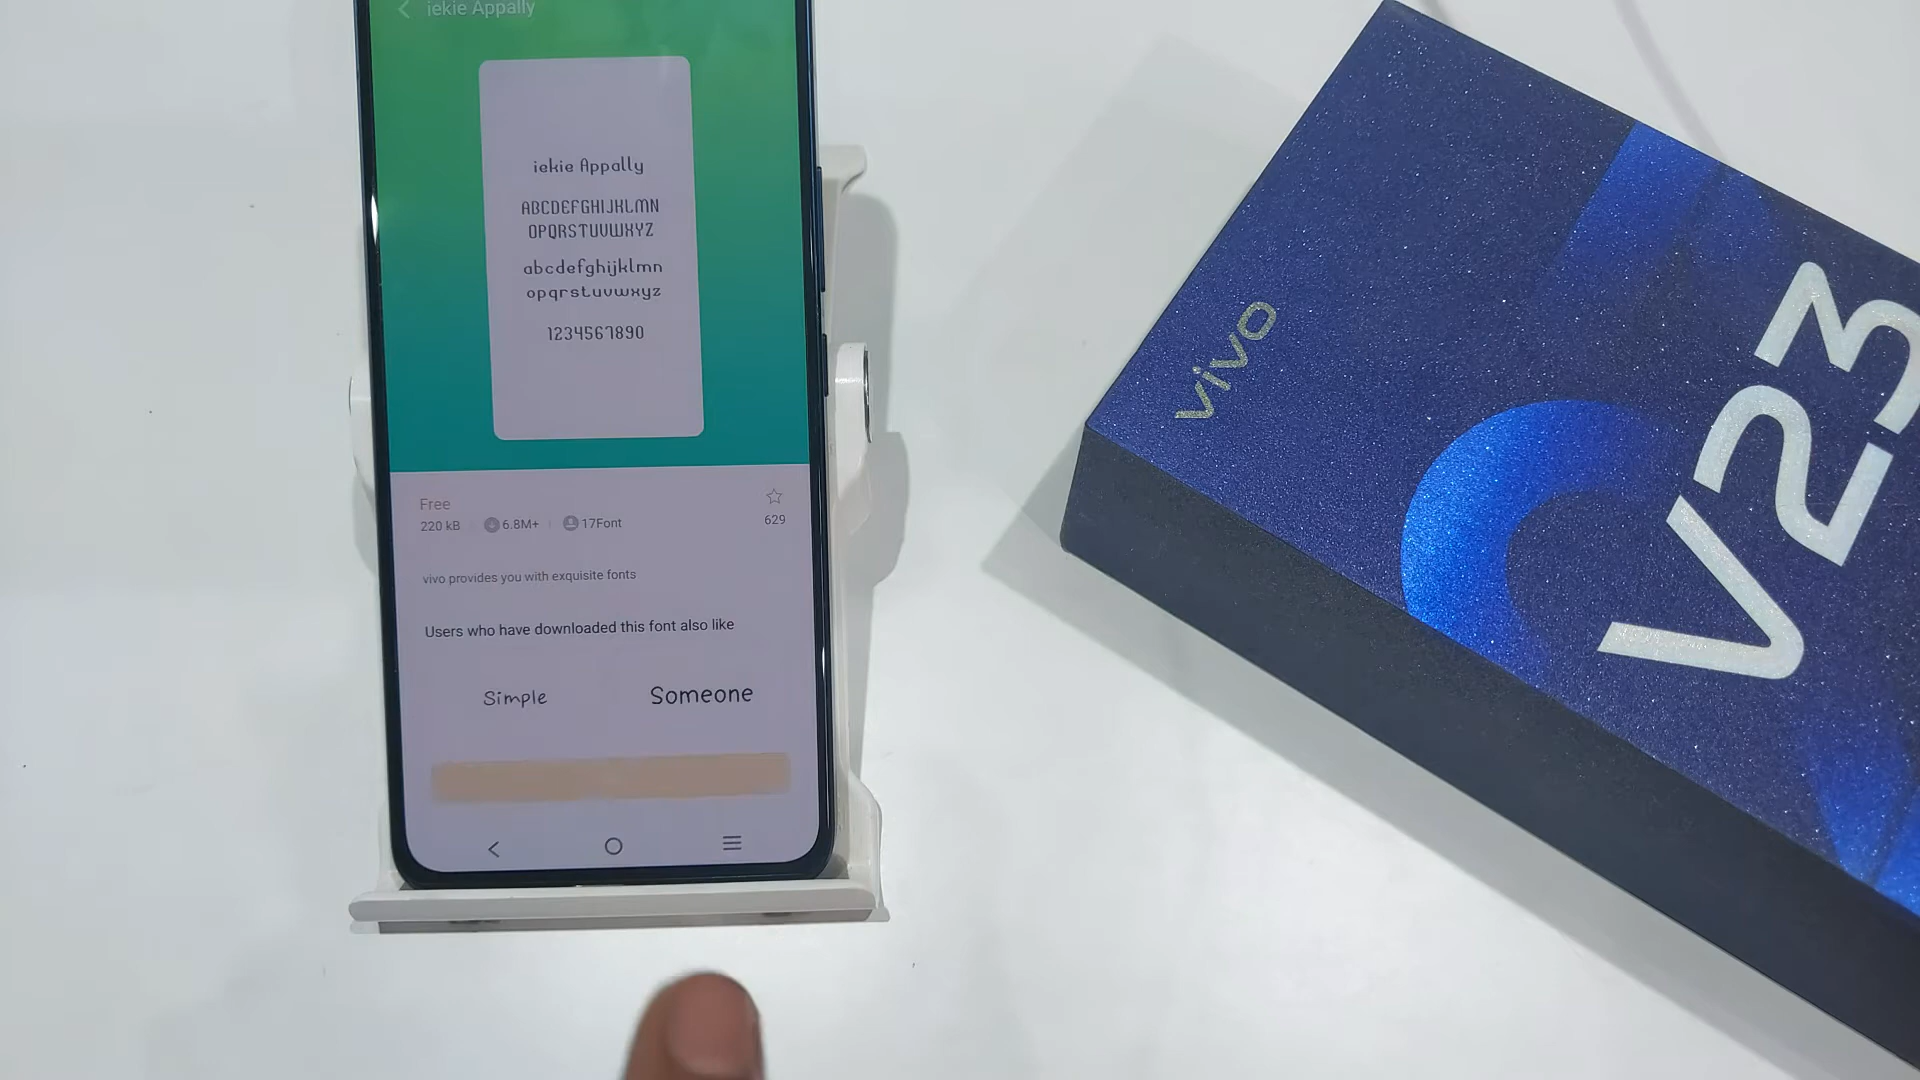 iekie Appally
iekie Appally
ABCDEFGHIJKLMN
OPQRSTUVWXYZ
abcdefghijklmn
opqrstuvwxyz
1234567890
Free
220 kB
6.8M+
17Font
629
vivo provides you with exquisite fonts
Users who have downloaded this font also like
Simple
Someone
vivo
V23